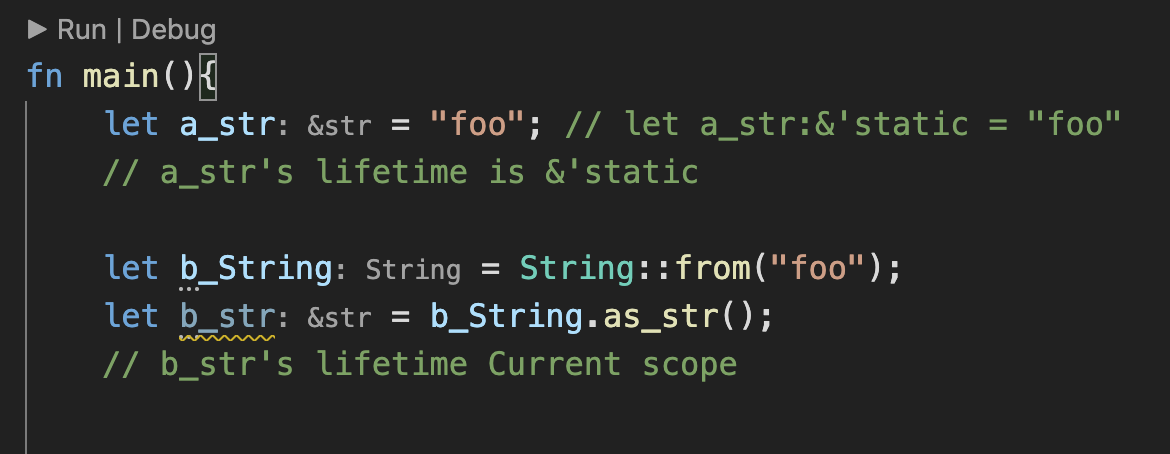 ▶ Run | Debug
fn main(){
let a_str: &str = "foo"; // let a_str:&'static = "foo"
// a_str's lifetime is &'static
let b_String: String = String::from("foo");
let b_str: &str = b_String.as_str();
// b_str's lifetime Current scope